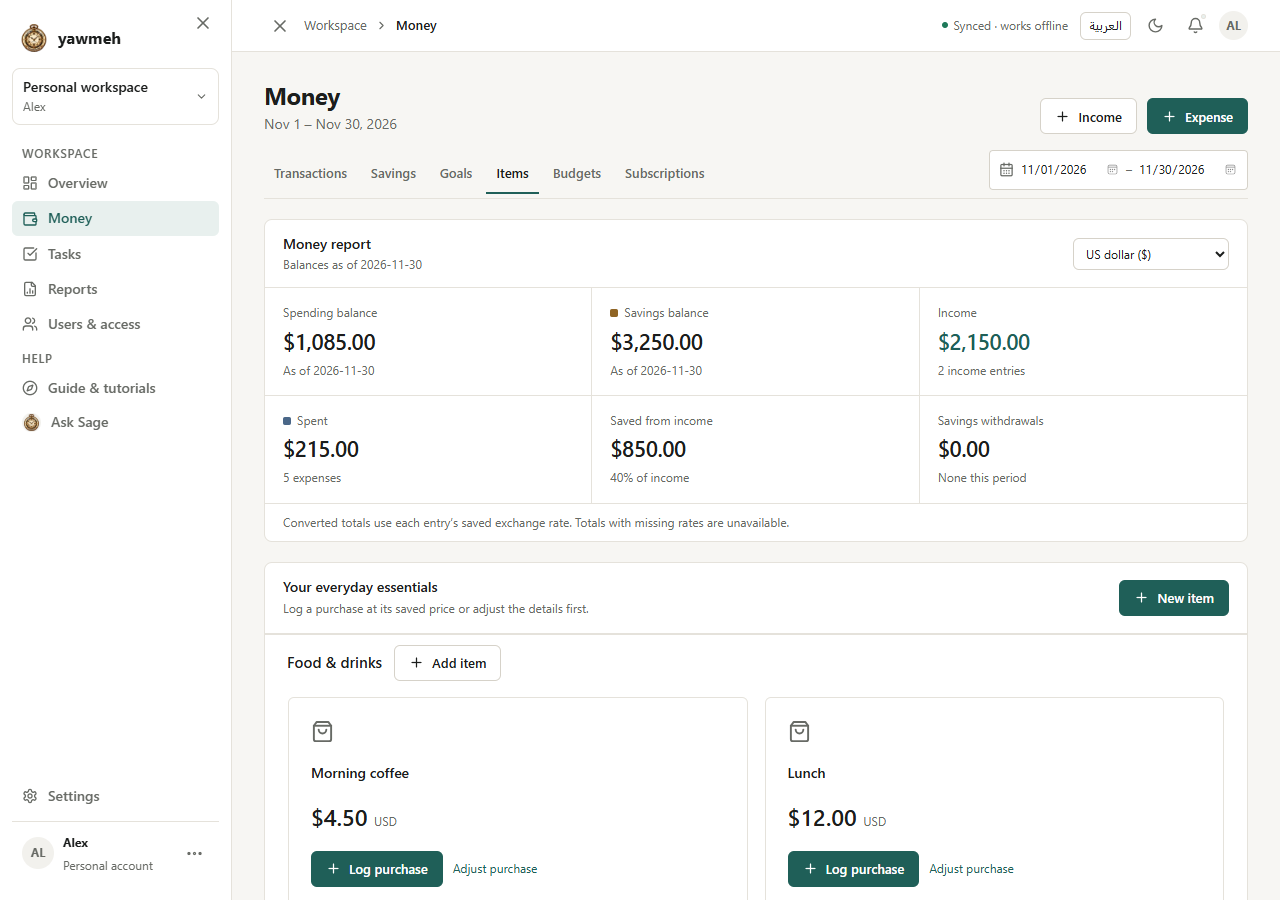 yawmeh
Personal workspace
Alex
WORKSPACE
Overview
Money
Tasks
Reports
Users & access
HELP
Guide & tutorials
Ask Sage
Settings
AL
Alex
Personal account
Workspace > Money
Synced · works offline
العربية
AL
Money
Nov 1 – Nov 30, 2026
+ Income
+ Expense
Transactions Savings Goals Items Budgets Subscriptions
11/01/2026 – 11/30/2026
Money report
Balances as of 2026-11-30
US dollar ($)
Spending balance
$1,085.00
As of 2026-11-30
Savings balance
$3,250.00
As of 2026-11-30
Income
$2,150.00
2 income entries
Spent
$215.00
5 expenses
Saved from income
$850.00
40% of income
Savings withdrawals
$0.00
None this period
Converted totals use each entry's saved exchange rate. Totals with missing rates are unavailable.
Your everyday essentials
Log a purchase at its saved price or adjust the details first.
+ New item
Food & drinks
+ Add item
Morning coffee
$4.50 USD
+ Log purchase Adjust purchase
Lunch
$12.00 USD
+ Log purchase Adjust purchase